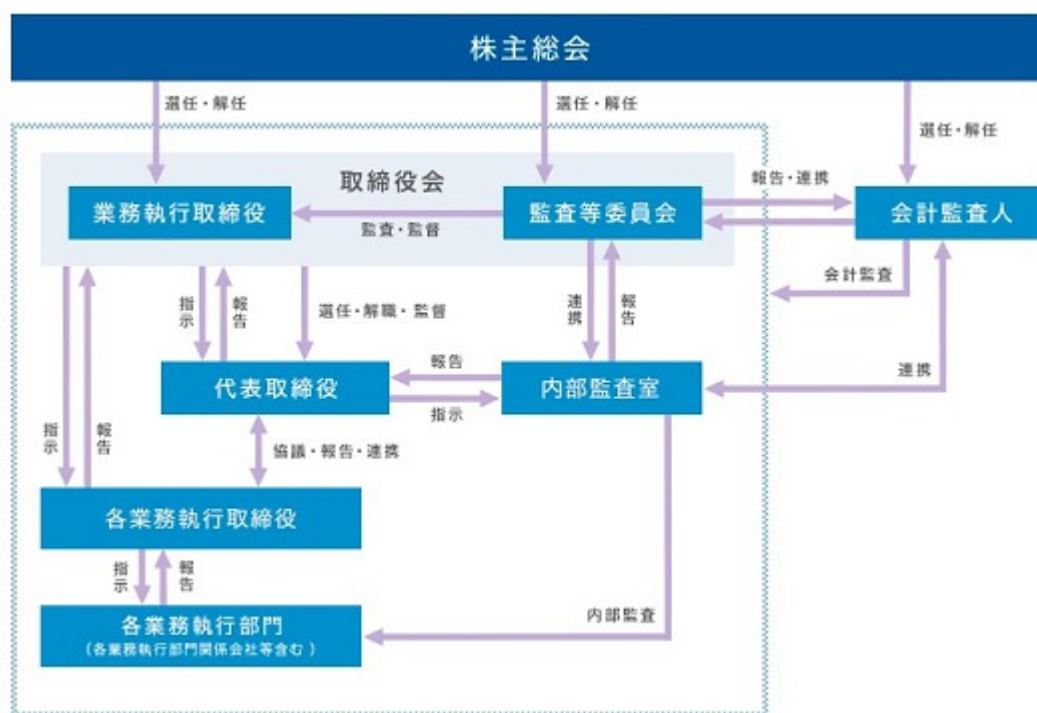 株主総会
選任・解任
選任・解任
選任・解任
取締役会
業務執行取締役
監査等委員会
会計監査人
報告・連携
監査・監督
会計監査
指示
報告
選任・解職・監督
連携
報告
代表取締役
報告
指示
内部監査室
連携
指示
報告
協議・報告・連携
各業務執行取締役
指示
報告
各業務執行部門
(各業務執行部門関係会社等含む)
内部監査